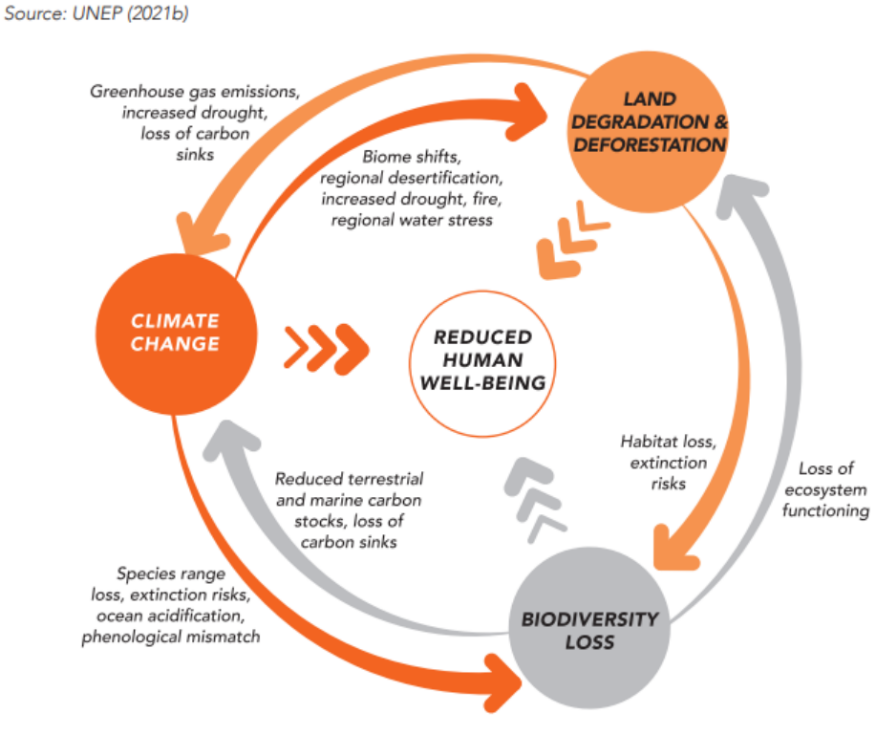 Source: UNEP (2021b)
Greenhouse gas emissions,
increased drought,
loss of carbon
sinks
LAND
DEGRADATION &
DEFORESTATION
Biome shifts,
regional desertification,
increased drought, fire,
regional water stress
CLIMATE
CHANGE
REDUCED
HUMAN
WELL-BEING
Habitat loss,
extinction
risks
Loss of
ecosystem
functioning
Reduced terrestrial
and marine carbon
stocks, loss of
carbon sinks
Species range
loss, extinction risks,
ocean acidification,
phenological mismatch
BIODIVERSITY
LOSS